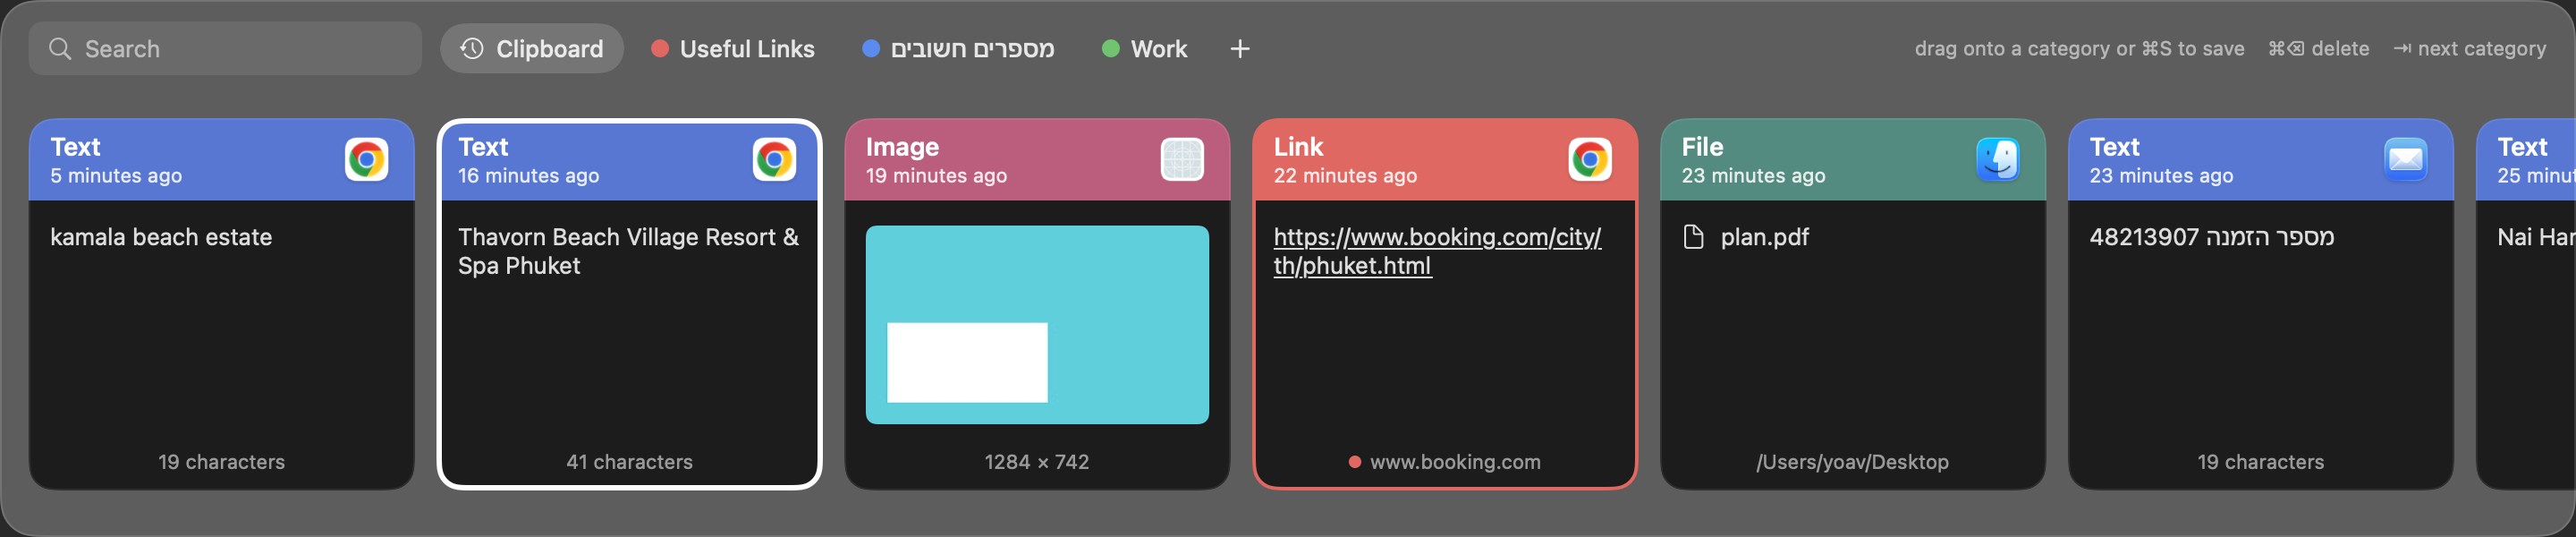 Search
Clipboard
Useful Links
מספרים חשובים
Work
drag onto a category or ⌘S to save
⌘⌫ delete
⇥ next category
Text
5 minutes ago
kamala beach estate
19 characters
Text
16 minutes ago
Thavorn Beach Village Resort &
Spa Phuket
41 characters
Image
19 minutes ago
1284 × 742
Link
22 minutes ago
https://www.booking.com/city/
th/phuket.html
www.booking.com
File
23 minutes ago
plan.pdf
/Users/yoav/Desktop
Text
23 minutes ago
מספר הזמנה 48213907
19 characters
Text
25
Nai